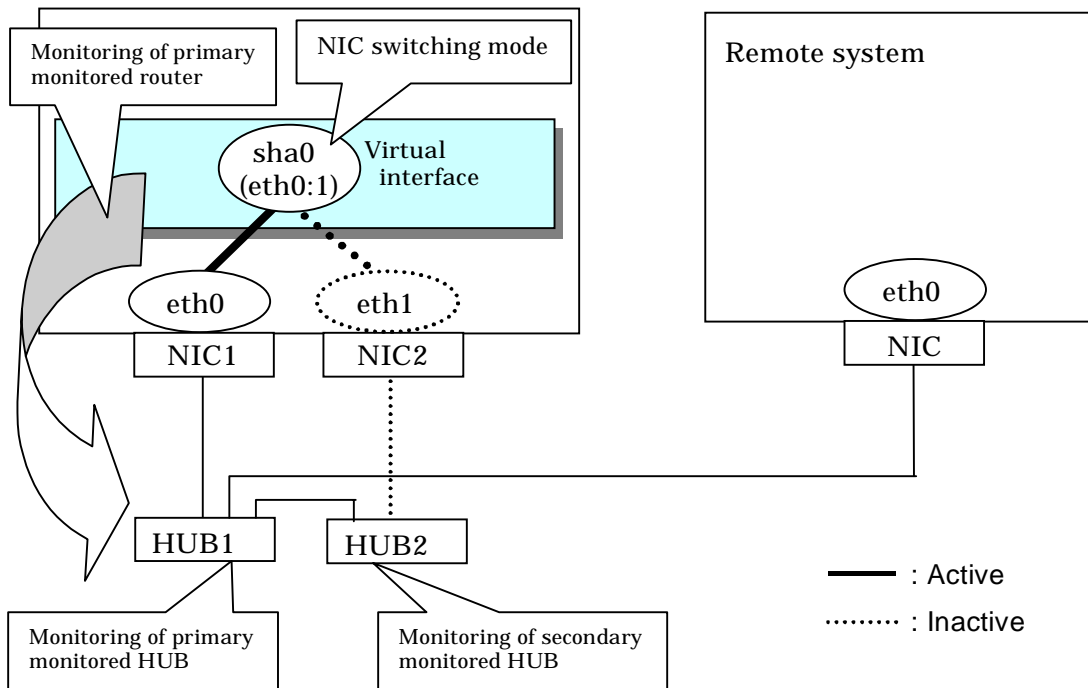 Monitoring of primary
monitored router
NIC switching mode
Remote system
sha0
(eth0:1)
Virtual
interface
eth0
eth1
eth0
NIC1
NIC2
NIC
HUB1
HUB2
: Active
: Inactive
Monitoring of primary
monitored HUB
Monitoring of secondary
monitored HUB